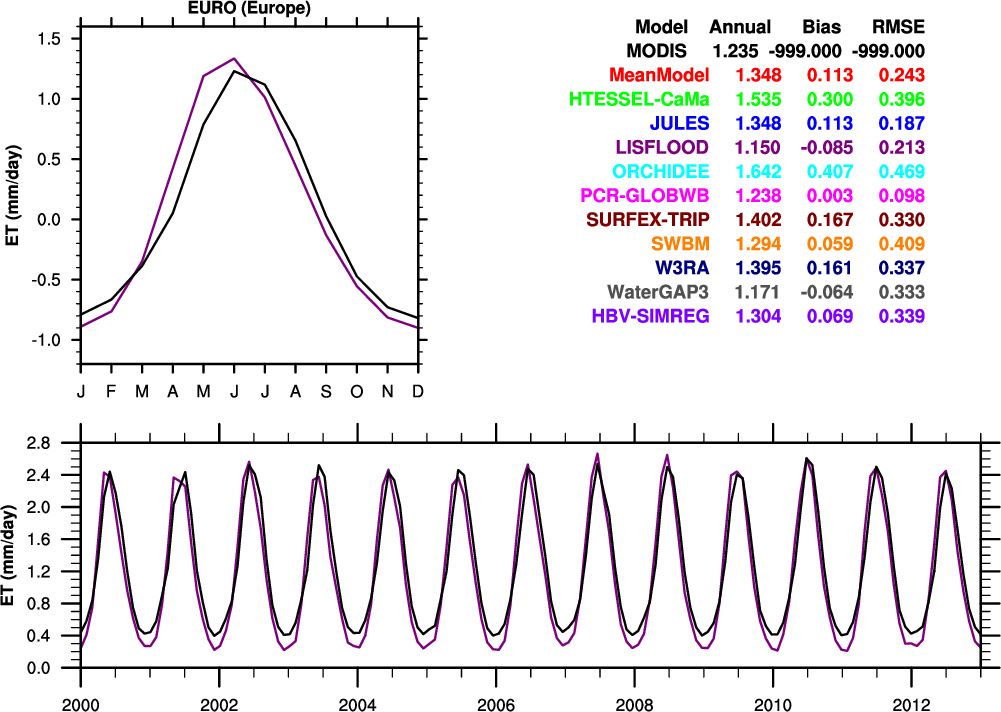 EURO (Europe)
1.5
1.0
0.5
0.0
-0.5
-1.0
ET (mm/day)
J F M A M J J A S O N D
Model Annual Bias RMSE
MODIS 1.235 -999.000 -999.000
MeanModel 1.348 0.113 0.243
HTESSEL-CaMa 1.535 0.300 0.396
JULES 1.348 0.113 0.187
LISFLOOD 1.150 -0.085 0.213
ORCHIDEE 1.642 0.407 0.469
PCR-GLOBWB 1.238 0.003 0.098
SURFEX-TRIP 1.402 0.167 0.330
SWBM 1.294 0.059 0.409
W3RA 1.395 0.161 0.337
WaterGAP3 1.171 -0.064 0.333
HBV-SIMREG 1.304 0.069 0.339
2.8
2.4
2.0
1.6
1.2
0.8
0.4
0.0
ET (mm/day)
2000 2002 2004 2006 2008 2010 2012